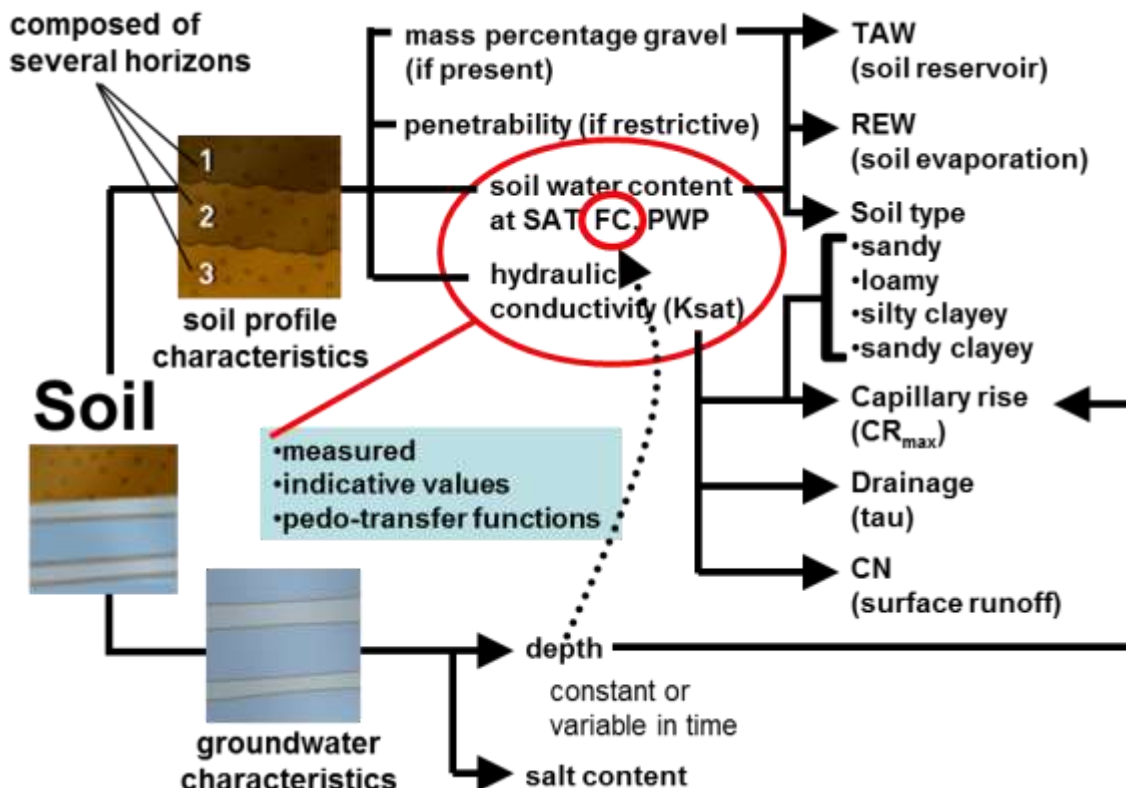 composed of
several horizons
1
2
3
soil profile
characteristics
Soil
mass percentage gravel
(if present)
penetrability (if restrictive)
soil water content
at SAT, FC, PWP
hydraulic
conductivity (Ksat)
•measured
•indicative values
•pedo-transfer functions
TAW
(soil reservoir)
REW
(soil evaporation)
Soil type
•sandy
•loamy
•silty clayey
•sandy clayey
Capillary rise
(CRmax)
Drainage
(tau)
CN
(surface runoff)
groundwater
characteristics
depth
constant or
variable in time
salt content